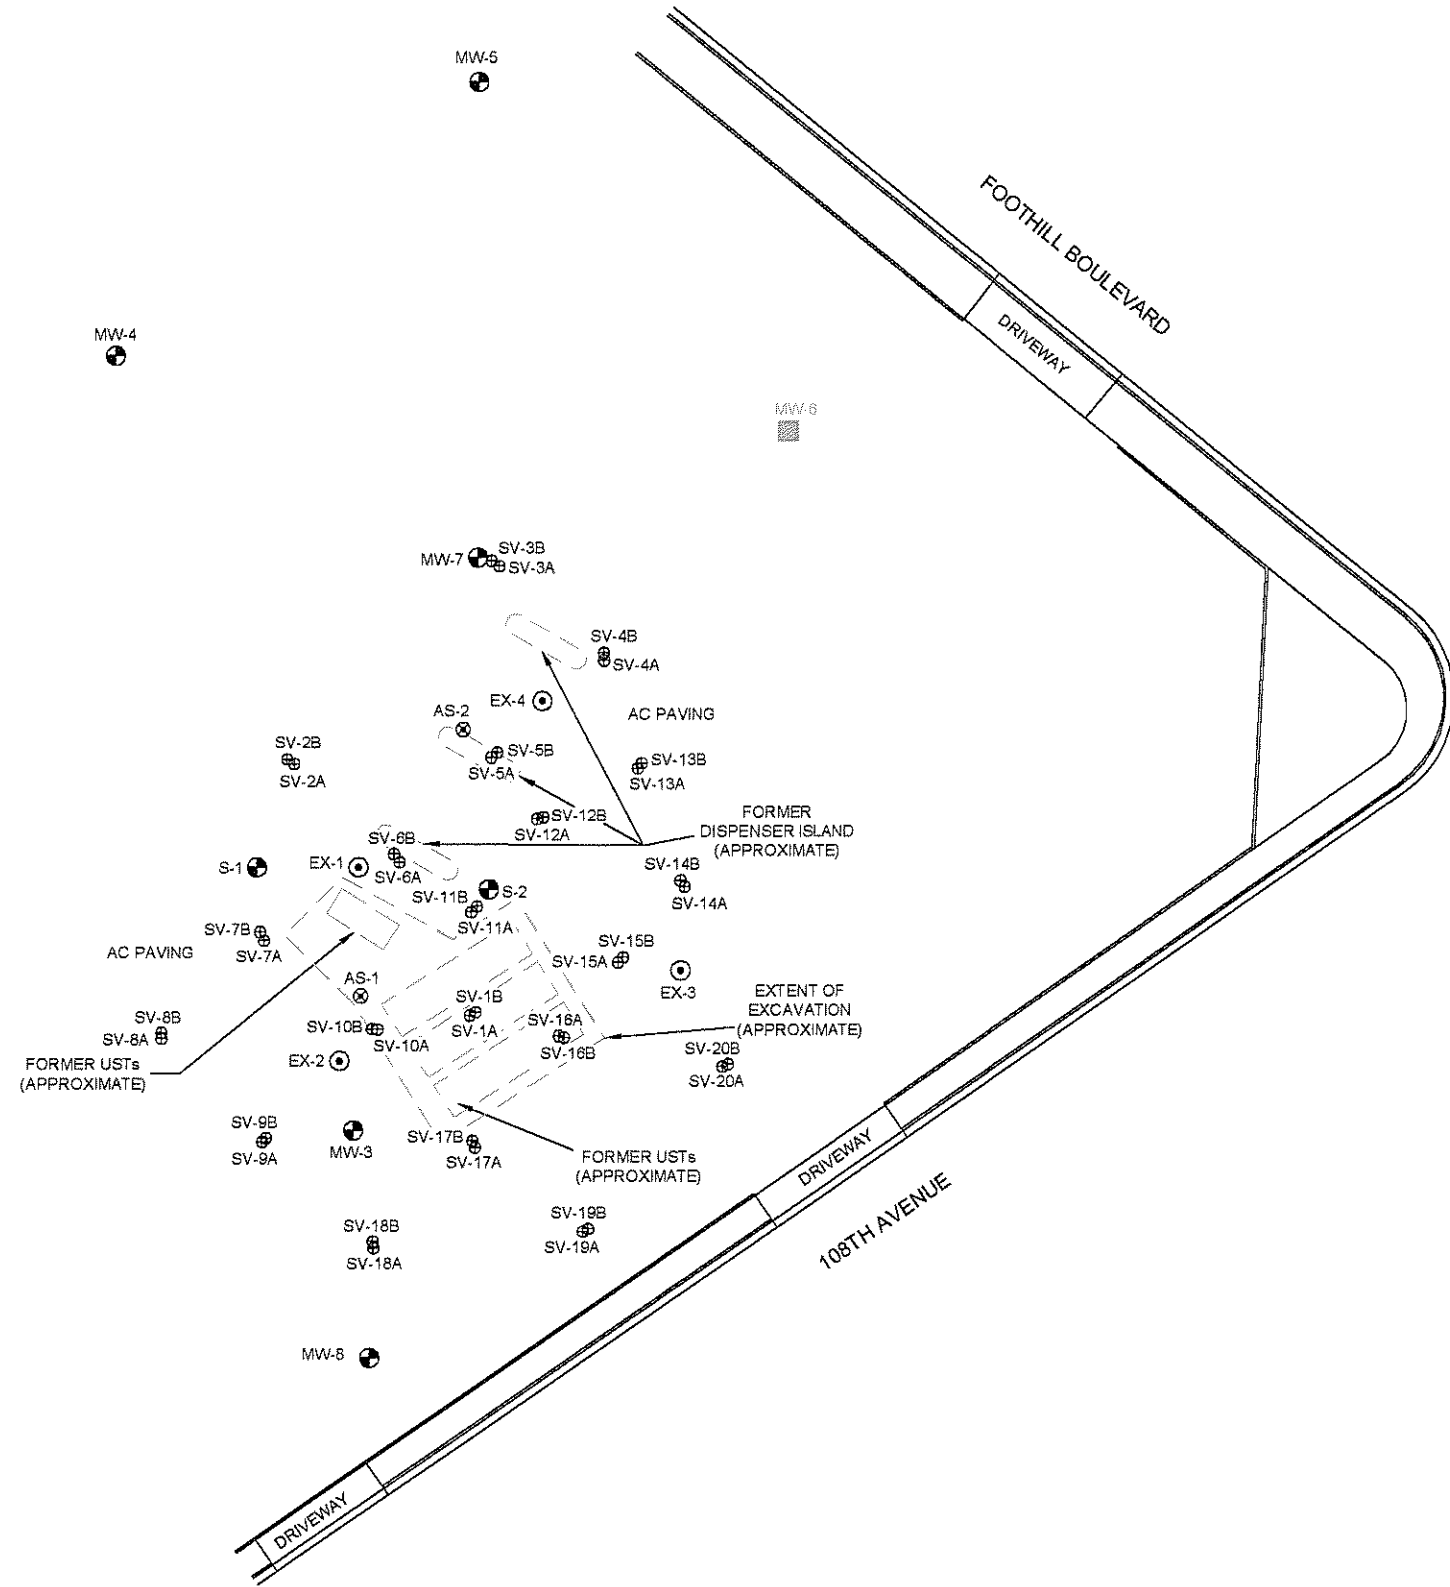 MW-5
FOOTHILL BOULEVARD
DRIVEWAY
MW-4
MW-6
MW-7
SV-3B
SV-3A
SV-4B
SV-4A
EX-4
AC PAVING
AS-2
SV-2B
SV-2A
SV-5B
SV-5A
SV-13B
SV-13A
SV-12B
SV-12A
FORMER
DISPENSER ISLAND
(APPROXIMATE)
SV-6B
SV-6A
S-1
EX-1
SV-11B
S-2
SV-11A
SV-14B
SV-14A
SV-7B
SV-7A
AC PAVING
SV-15B
SV-15A
EX-3
AS-1
SV-1B
SV-1A
EXTENT OF
EXCAVATION
(APPROXIMATE)
SV-8B
SV-8A
SV-10B
SV-10A
SV-16A
SV-16B
EX-2
FORMER USTs
(APPROXIMATE)
SV-20B
SV-20A
SV-9B
SV-9A
MW-3
SV-17B
SV-17A
FORMER USTs
(APPROXIMATE)
DRIVEWAY
108TH AVENUE
SV-18B
SV-18A
SV-19B
SV-19A
MW-8
DRIVEWAY